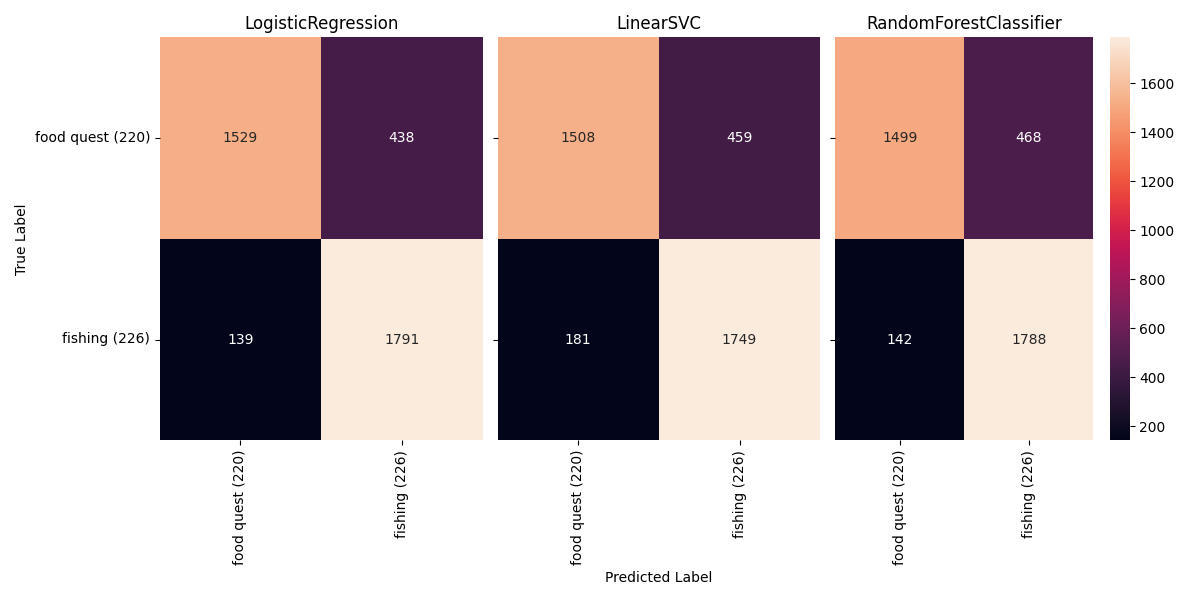 LogisticRegression
LinearSVC
RandomForestClassifier
True Label
food quest (220)
fishing (226)
1529 438
139 1791
1508 459
181 1749
1499 468
142 1788
1600
1400
1200
1000
800
600
400
200
food quest (220)
fishing (226)
food quest (220)
fishing (226)
food quest (220)
fishing (226)
Predicted Label